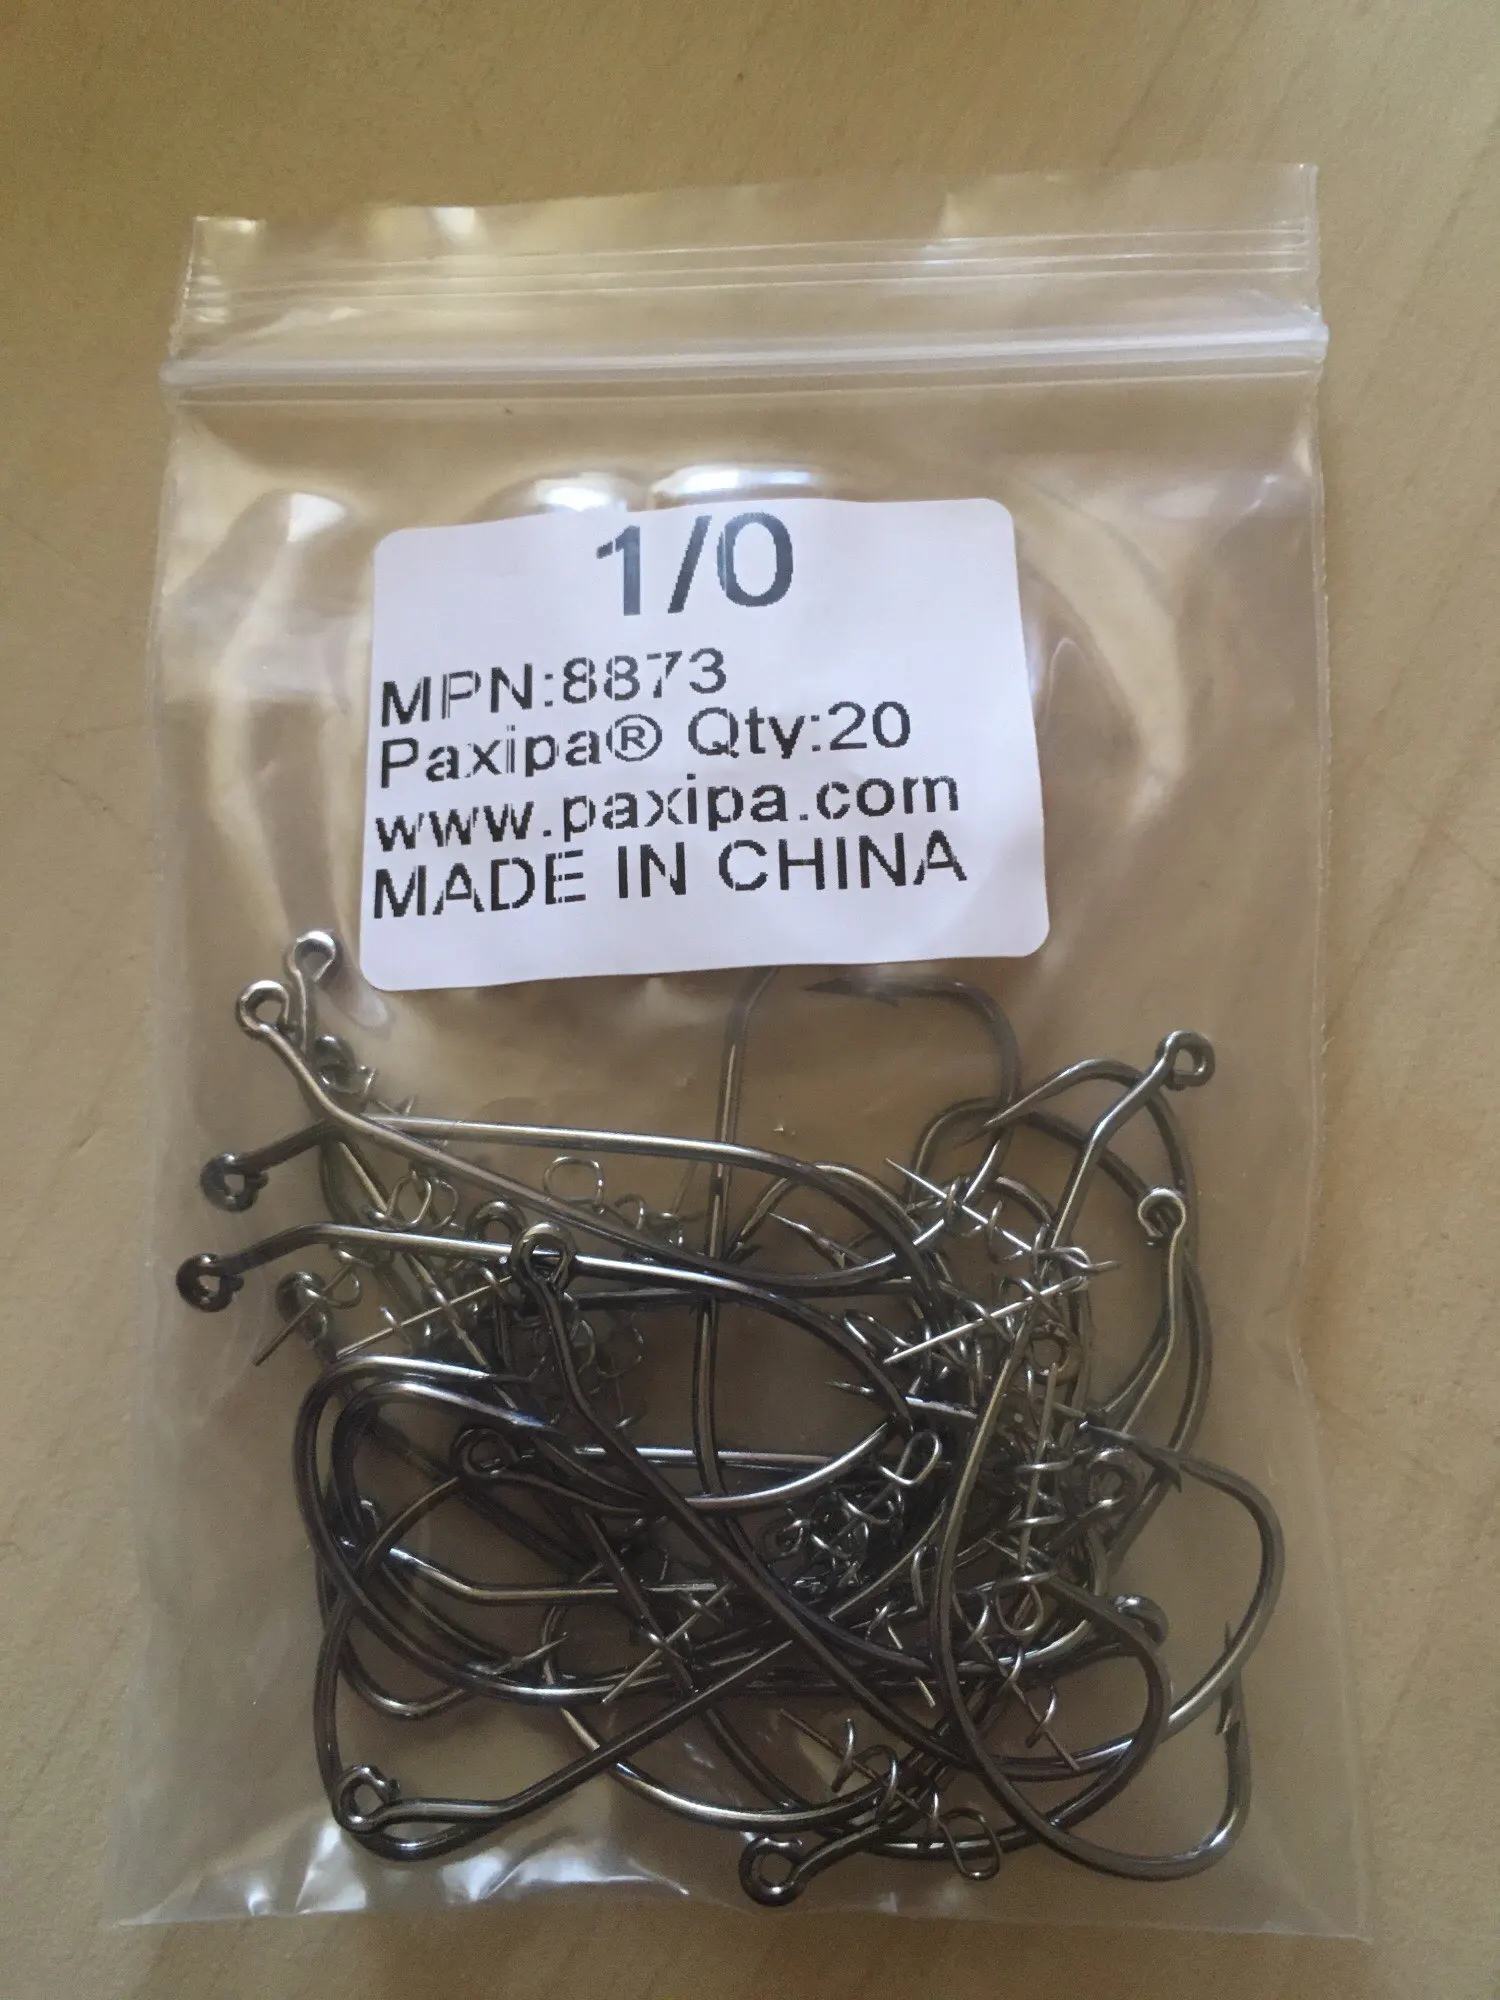 1/0
MPN:8873
Paxipa® Qty:20
www.paxipa.com
MADE IN CHINA